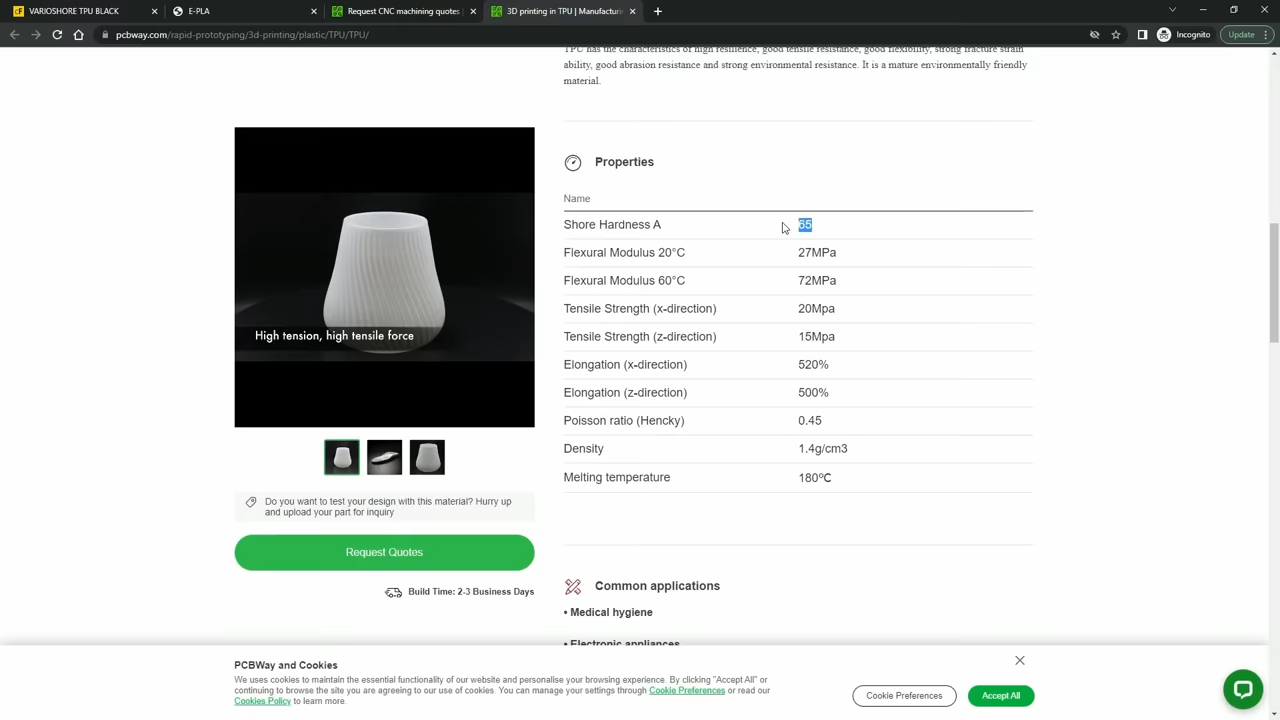 VARIOSHORE TPU BLACK
E-PLA
Request CNC machining quotes f
3D printing in TPU | Manufacturi
pcbway.com/rapid-prototyping/3d-printing/plastic/TPU/TPU/
Incognito
Update
TPU has the characteristics of high resilience, good tensile resistance, good flexibility, strong fracture strain
ability, good abrasion resistance and strong environmental resistance. It is a mature environmentally friendly
material.
High tension, high tensile force
Do you want to test your design with this material? Hurry up
and upload your part for inquiry
Request Quotes
Build Time: 2-3 Business Days
Properties
Name
Shore Hardness A 65
Flexural Modulus 20°C 27MPa
Flexural Modulus 60°C 72MPa
Tensile Strength (x-direction) 20Mpa
Tensile Strength (z-direction) 15Mpa
Elongation (x-direction) 520%
Elongation (z-direction) 500%
Poisson ratio (Hencky) 0.45
Density 1.4g/cm3
Melting temperature 180℃
Common applications
• Medical hygiene
• Electronic appliances
PCBWay and Cookies
We uses cookies to maintain the essential functionality of our website and personalise your browsing experience. By clicking "Accept All" or
continuing to browse the site you are agreeing to our use of cookies. You can manage your settings through Cookie Preferences or read our
Cookies Policy to learn more.
Cookie Preferences
Accept All